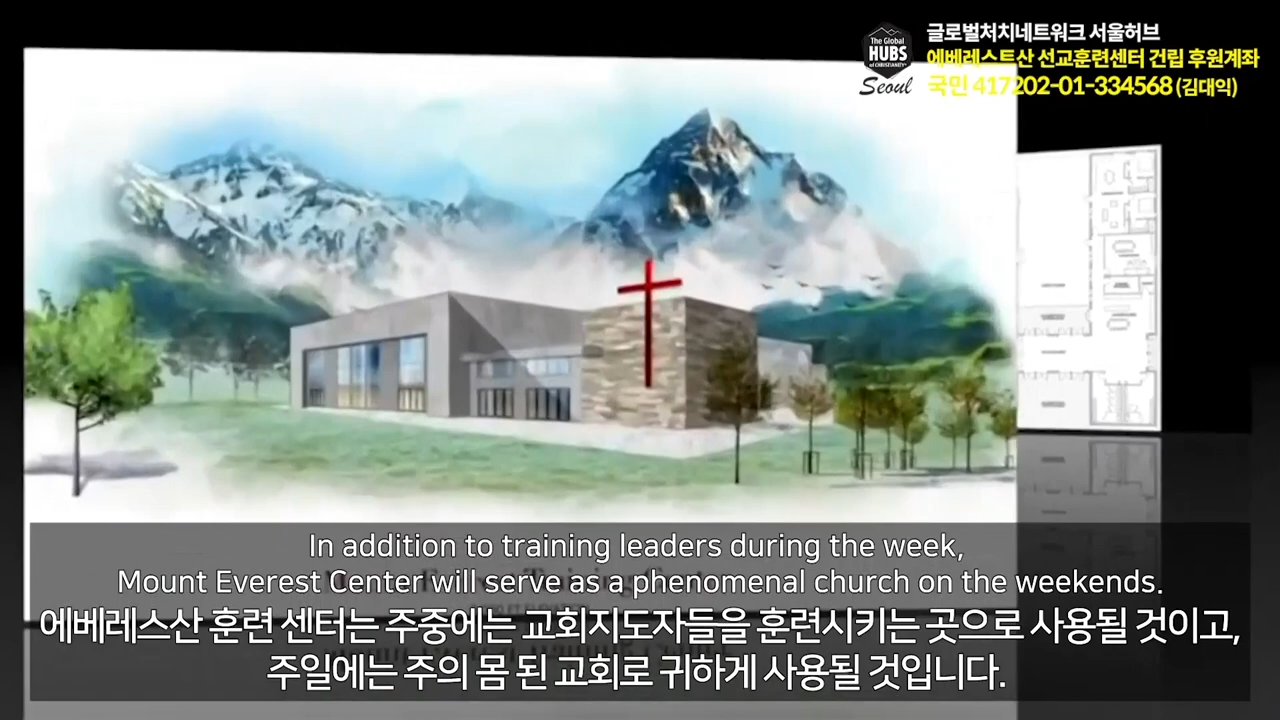 The Global
HUBS
of CHRISTIANITY
Seoul
글로벌처치네트워크 서울허브
에베레스트산 선교훈련센터 건립 후원계좌
국민 417202-01-334568 (김대익)
In addition to training leaders during the week,
Mount Everest Center will serve as a phenomenal church on the weekends.
에베레스산 훈련 센터는 주중에는 교회지도자들을 훈련시키는 곳으로 사용될 것이고,
주일에는 주의 몸 된 교회로 귀하게 사용될 것입니다.